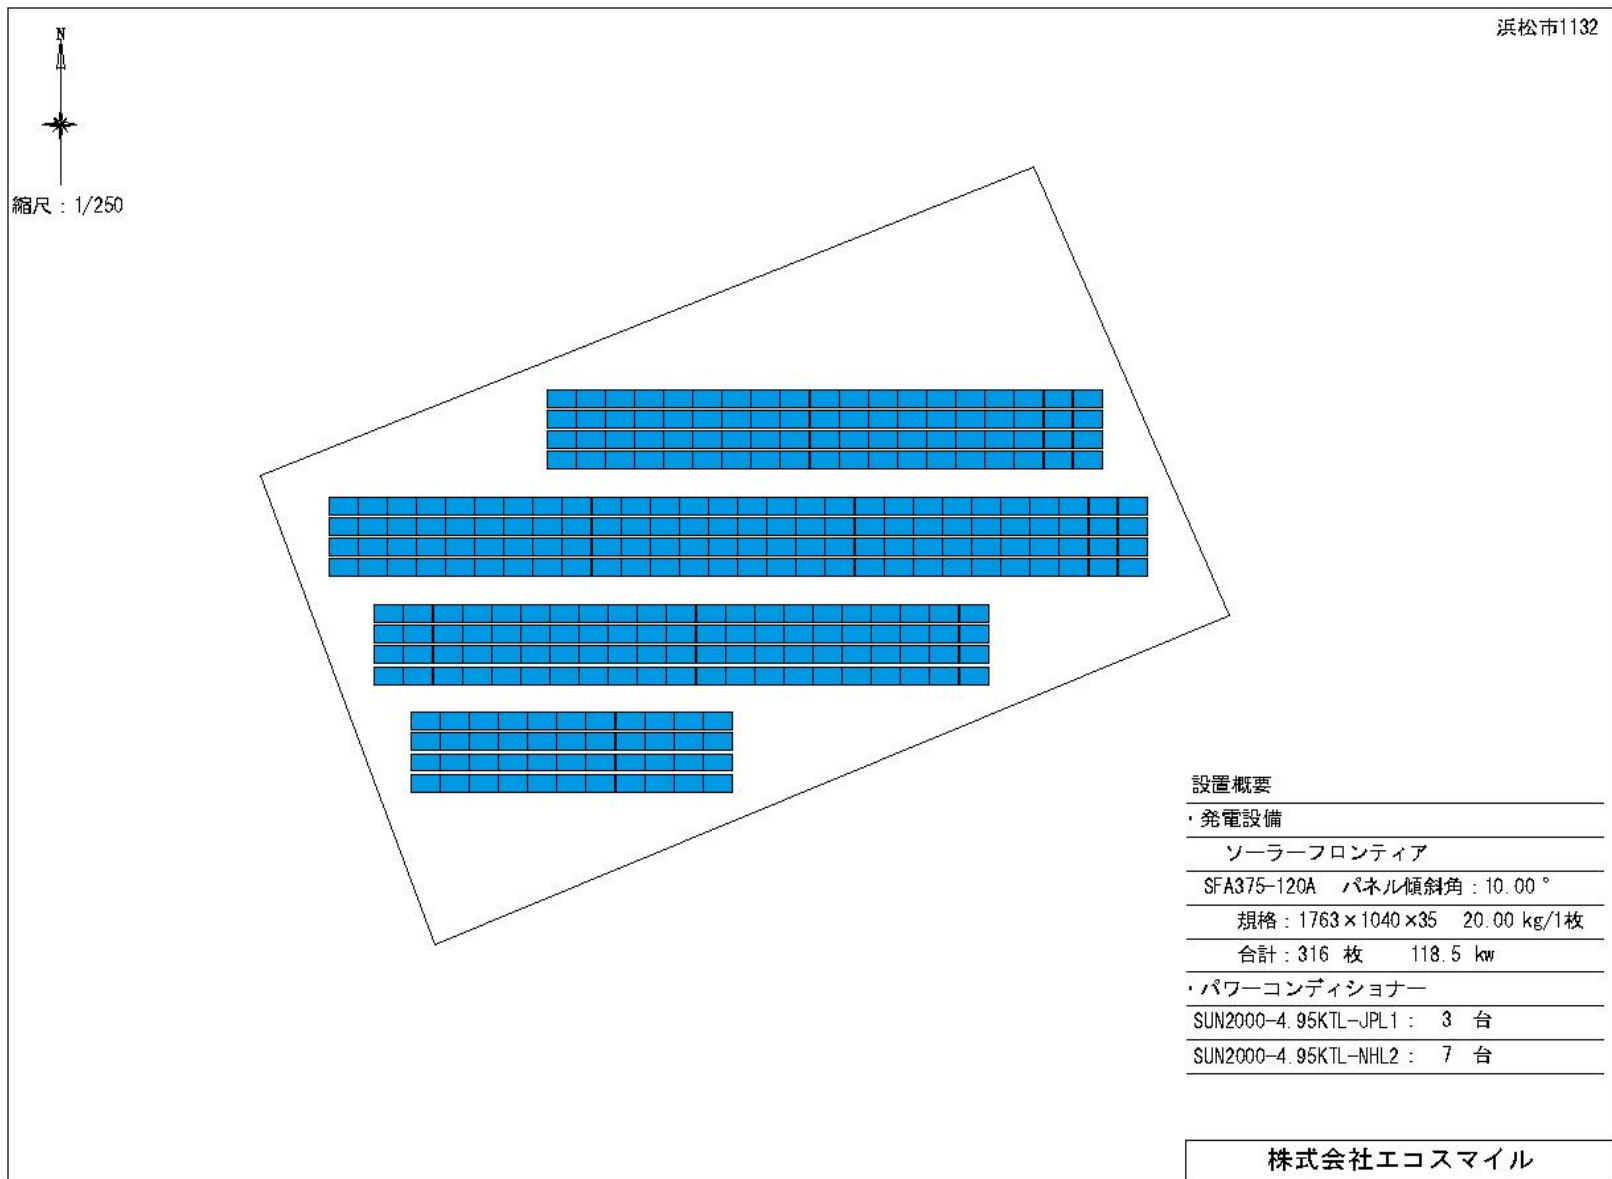 浜松市1132
N
縮尺：1/250
設置概要
・発電設備
ソーラーフロンティア
SFA375-120A　パネル傾斜角：10.00°
規格：1763×1040×35　20.00 kg/1枚
合計：316 枚　118.5 kw
・パワーコンディショナー
SUN2000-4.95KTL-JPL1：　3　台
SUN2000-4.95KTL-NHL2：　7　台
株式会社エコスマイル